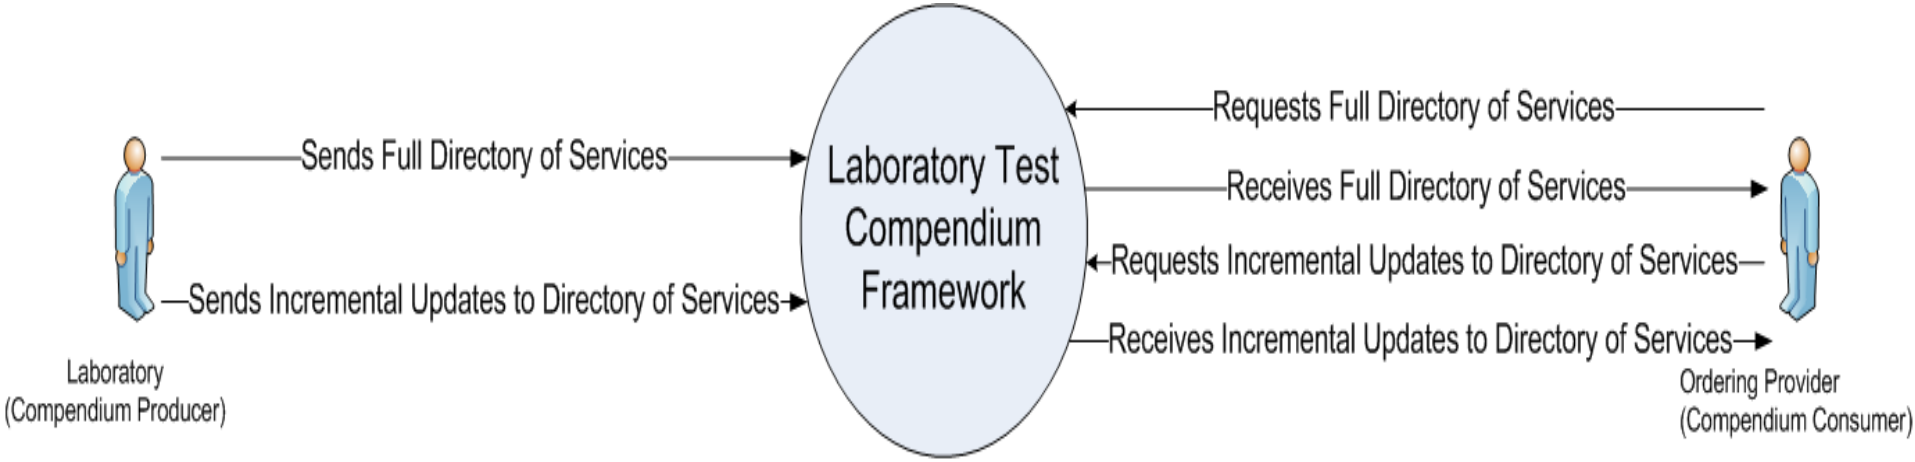 Sends Full Directory of Services
Sends Incremental Updates to Directory of Services
Laboratory
(Compendium Producer)
Laboratory Test
Compendium
Framework
Requests Full Directory of Services
Receives Full Directory of Services
Requests Incremental Updates to Directory of Services
Receives Incremental Updates to Directory of Services
Ordering Provider
(Compendium Consumer)